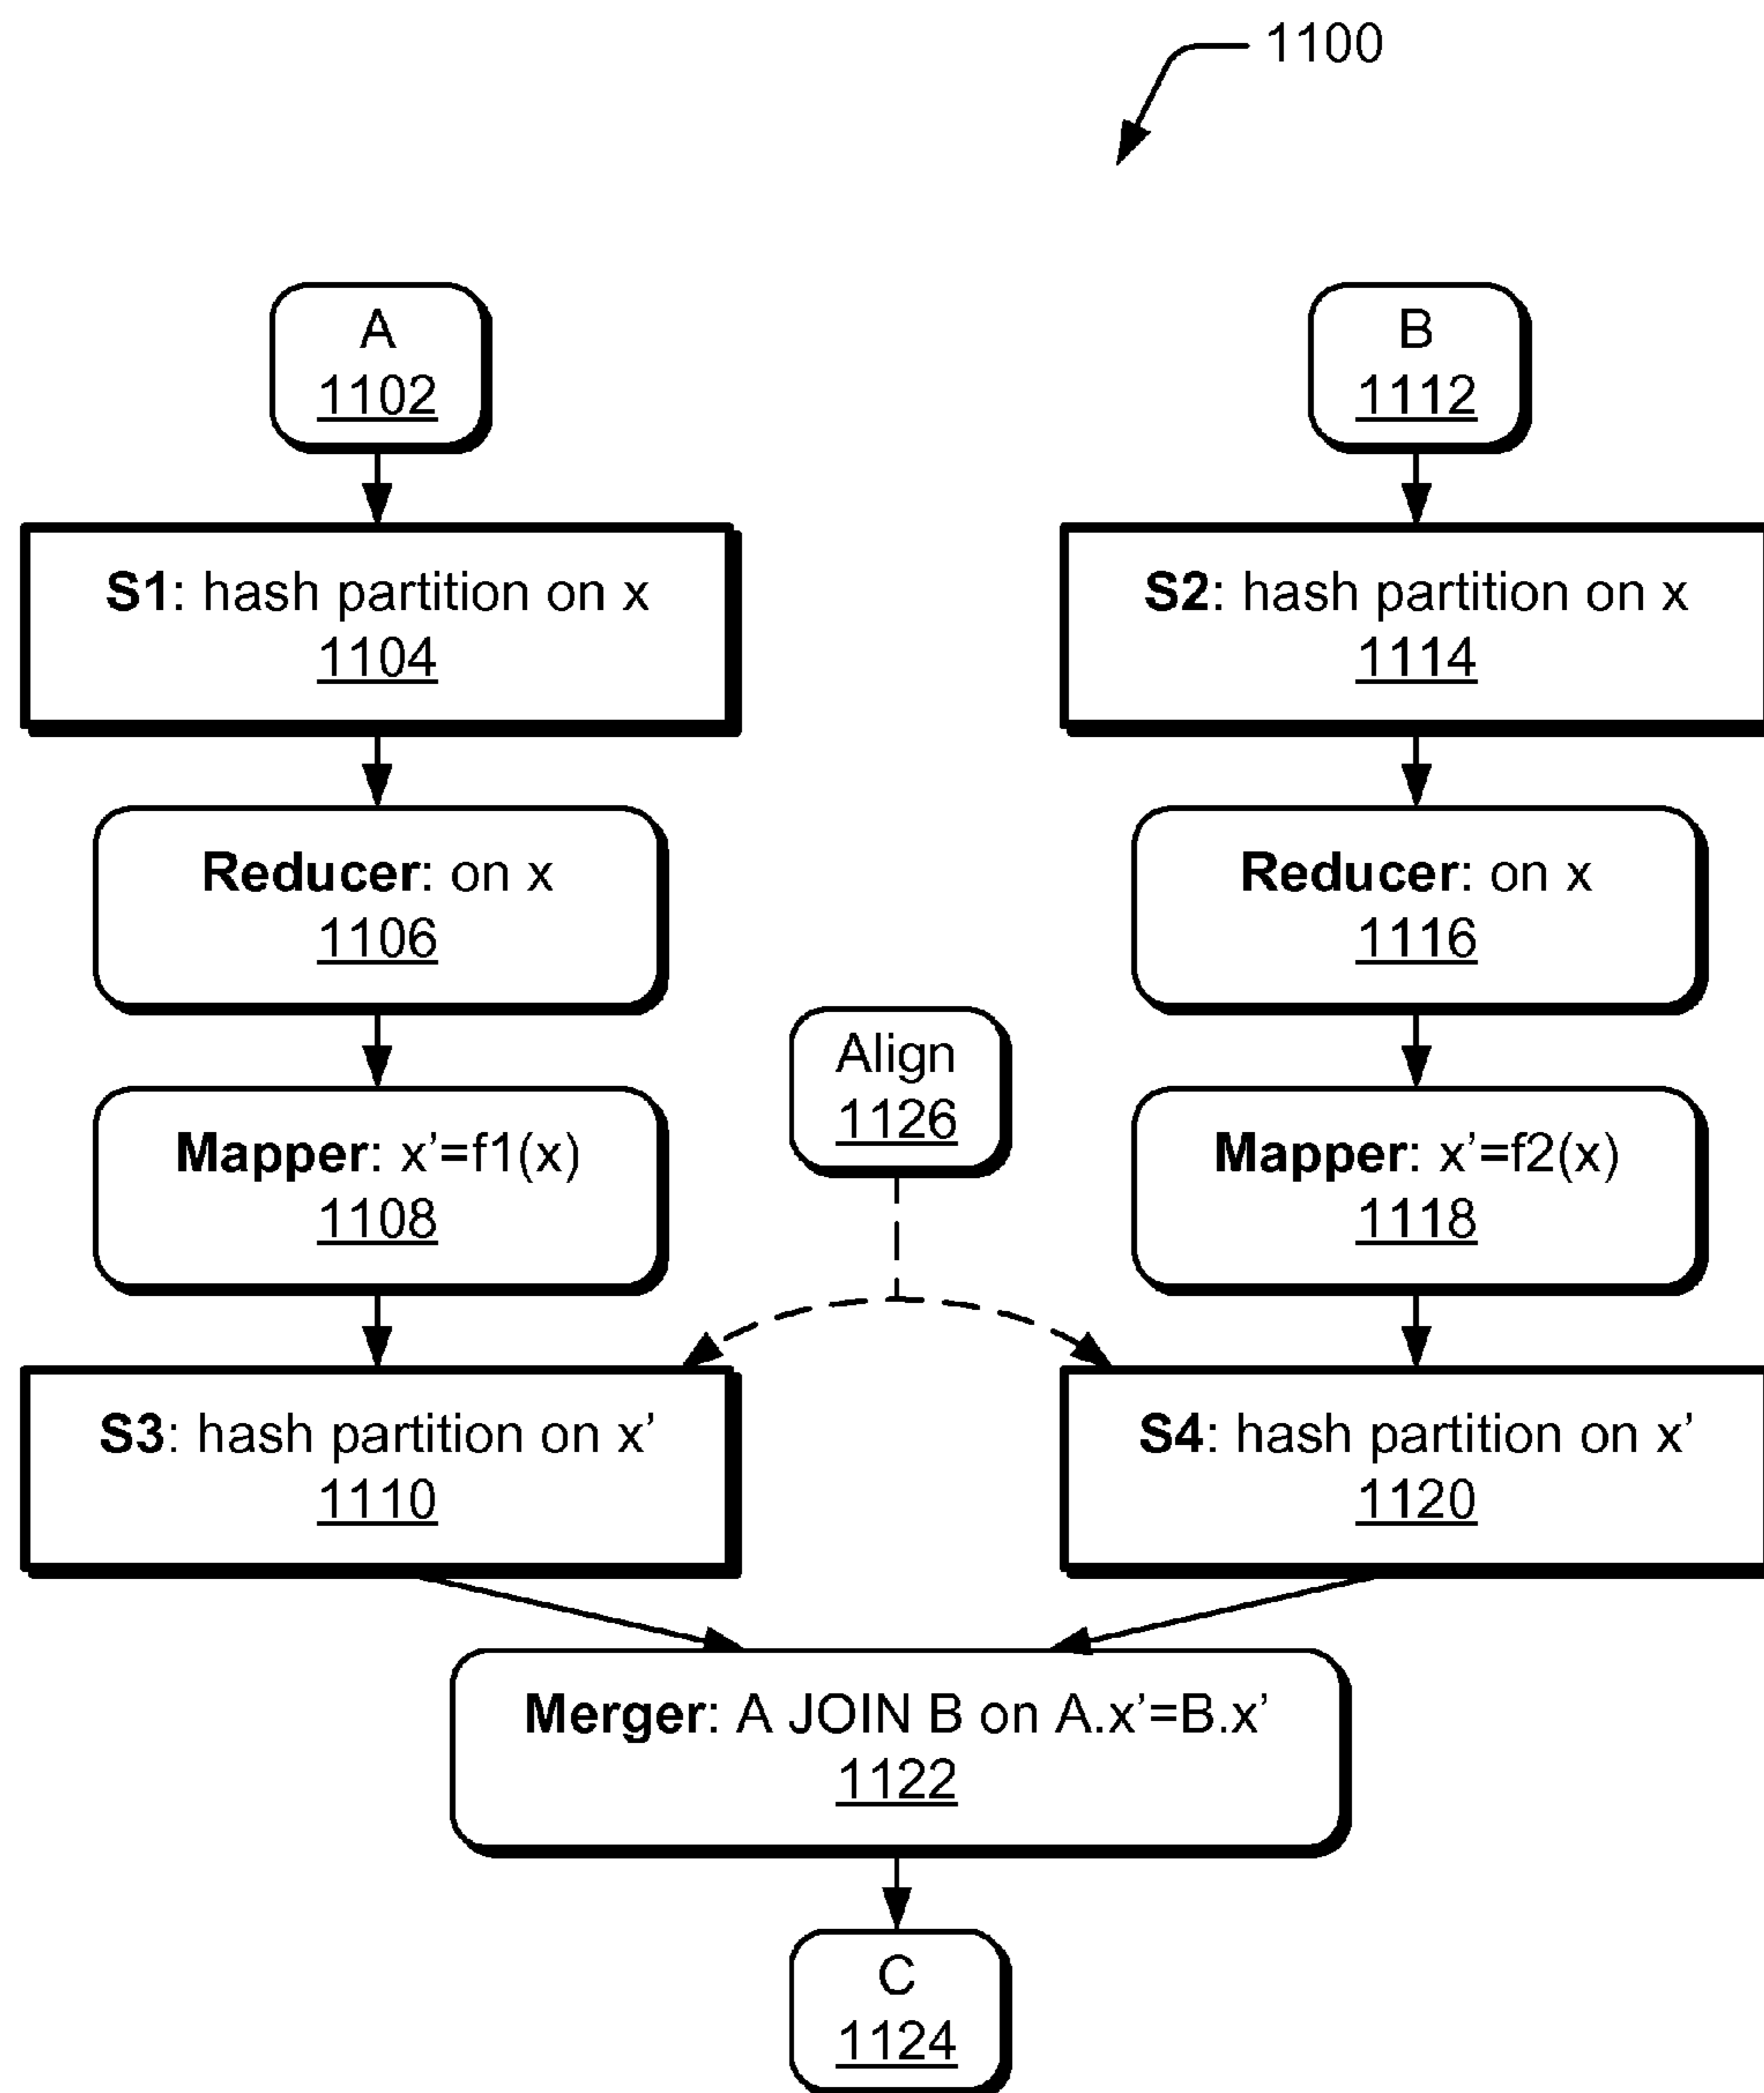 1100
A
1102
B
1112
S1: hash partition on x
1104
S2: hash partition on x
1114
Reducer: on x
1106
Reducer: on x
1116
Align
1126
Mapper: x’=f1(x)
1108
Mapper: x’=f2(x)
1118
S3: hash partition on x’
1110
S4: hash partition on x’
1120
Merger: A JOIN B on A.x’=B.x’
1122
C
1124